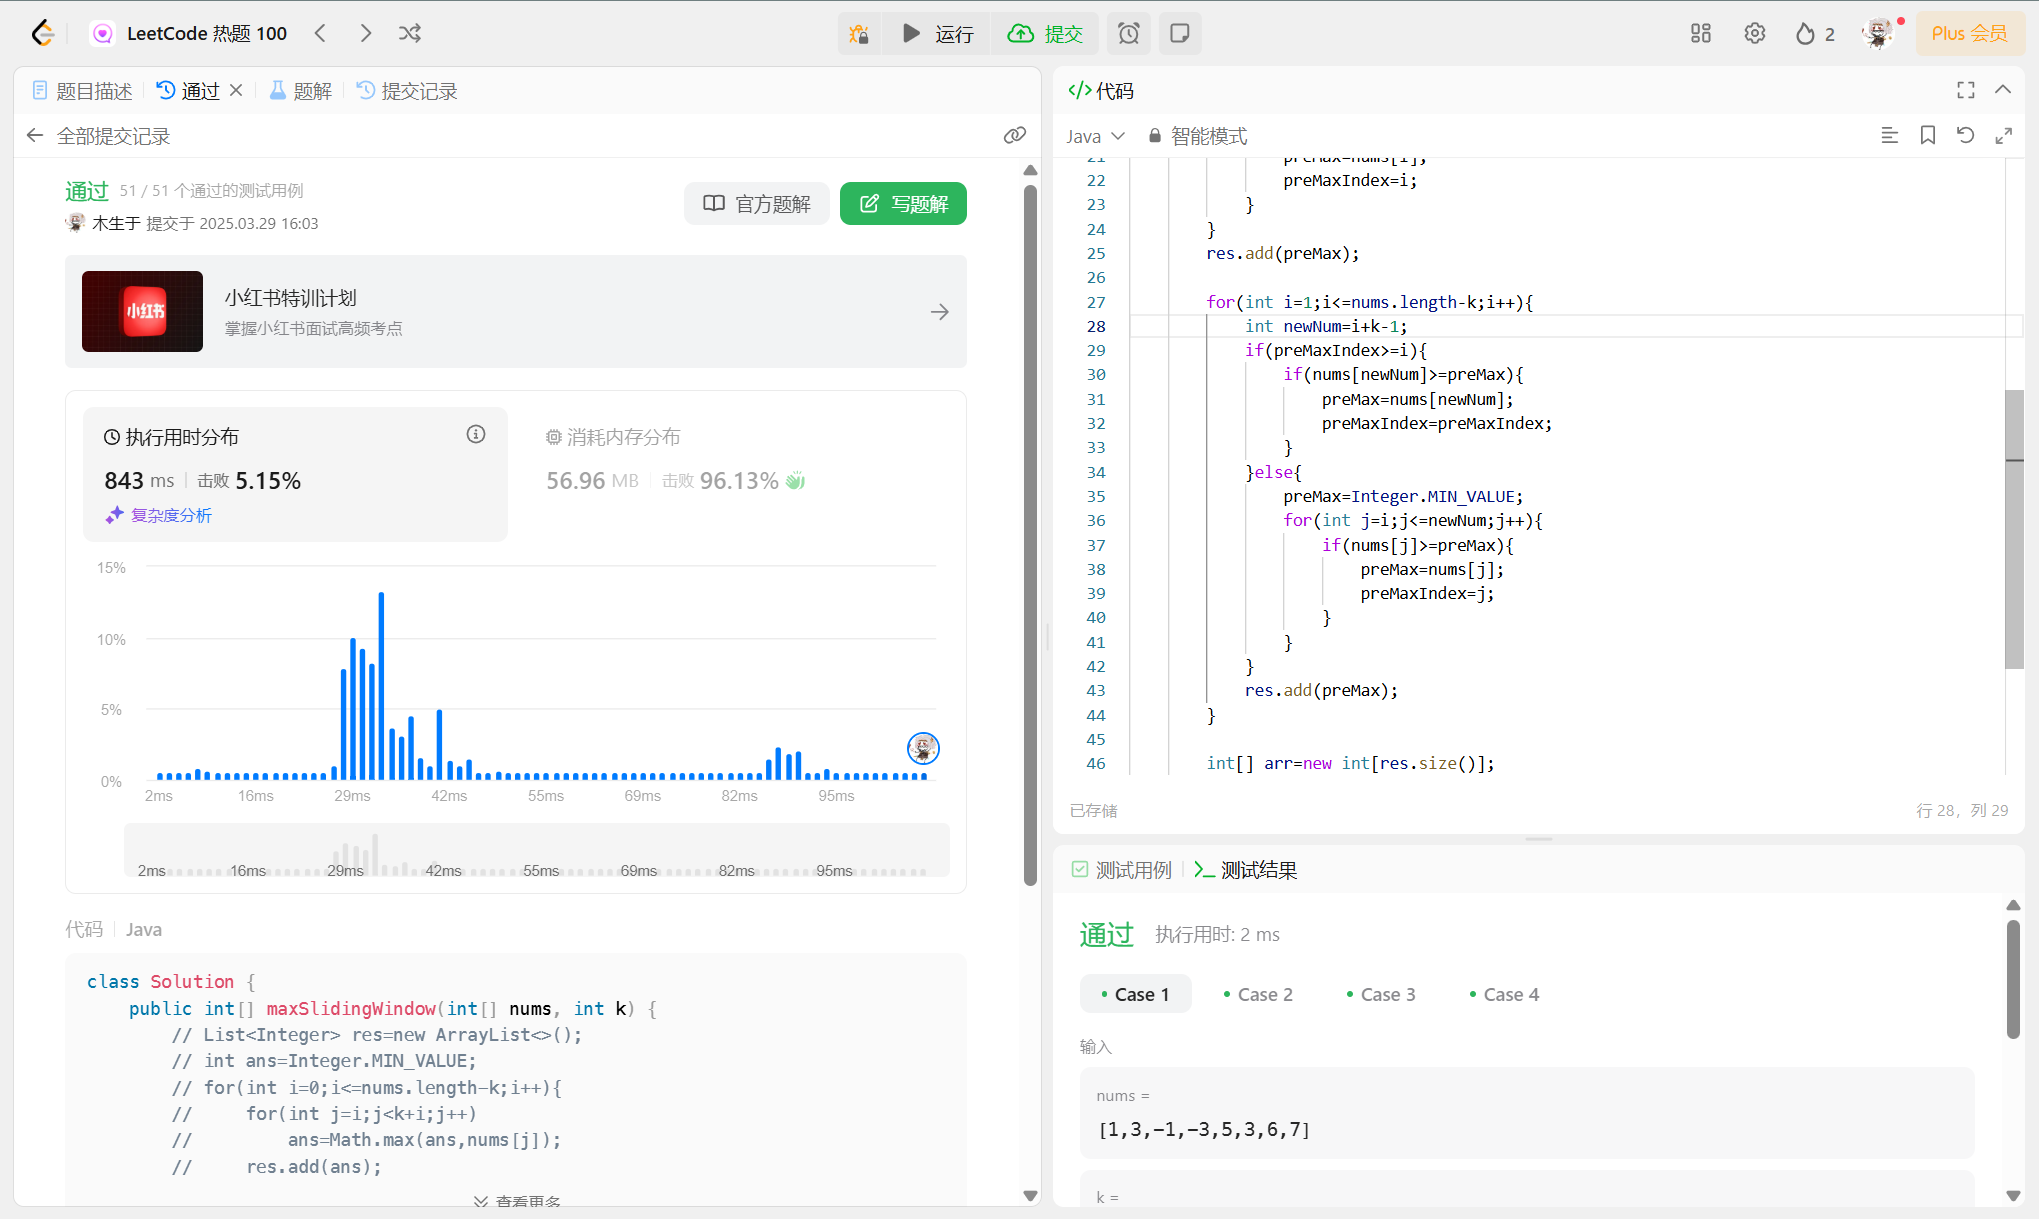 LeetCode 热题 100
运行
提交
2
Plus 会员
题目描述
通过
题解
提交记录
全部提交记录
通过
51 / 51 个通过的测试用例
木生于 提交于 2025.03.29 16:03
官方题解
写题解
小红书
小红书特训计划
掌握小红书面试高频考点
执行用时分布
843 ms
击败 5.15%
复杂度分析
消耗内存分布
56.96 MB
击败 96.13%
15%
10%
5%
0%
2ms 16ms 29ms 42ms 55ms 69ms 82ms 95ms
2ms 16ms 29ms 42ms 55ms 69ms 82ms 95ms
代码
Java
class Solution {
public int[] maxSlidingWindow(int[] nums, int k) {
// List<Integer> res=new ArrayList<>();
// int ans=Integer.MIN_VALUE;
// for(int i=0;i<=nums.length-k;i++){
// for(int j=i;j<k+i;j++)
// ans=Math.max(ans,nums[j]);
// res.add(ans);
查看更多
代码
Java
智能模式
21 preMax=nums[i];
22 preMaxIndex=i;
23 }
24 }
25 res.add(preMax);
26
27 for(int i=1;i<=nums.length-k;i++){
28 int newNum=i+k-1;
29 if(preMaxIndex>=i){
30 if(nums[newNum]>=preMax){
31 preMax=nums[newNum];
32 preMaxIndex=preMaxIndex;
33 }
34 }else{
35 preMax=Integer.MIN_VALUE;
36 for(int j=i;j<=newNum;j++){
37 if(nums[j]>=preMax){
38 preMax=nums[j];
39 preMaxIndex=j;
40 }
41 }
42 }
43 res.add(preMax);
44 }
45
46 int[] arr=new int[res.size()];
已存储
行 28，列 29
测试用例
测试结果
通过
执行用时: 2 ms
Case 1
Case 2
Case 3
Case 4
输入
nums =
[1,3,-1,-3,5,3,6,7]
k =